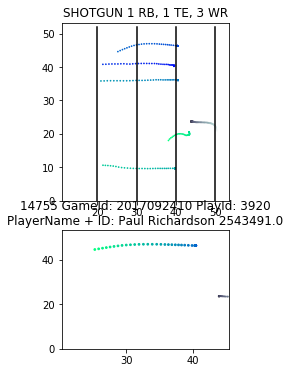 SHOTGUN 1 RB, 1 TE, 3 WR
50
40
30
20
10
0
20 30 40 50
14755 GameId: 2017092410 PlayId: 3920
PlayerName + ID: Paul Richardson 2543491.0
40
20
0
30 40